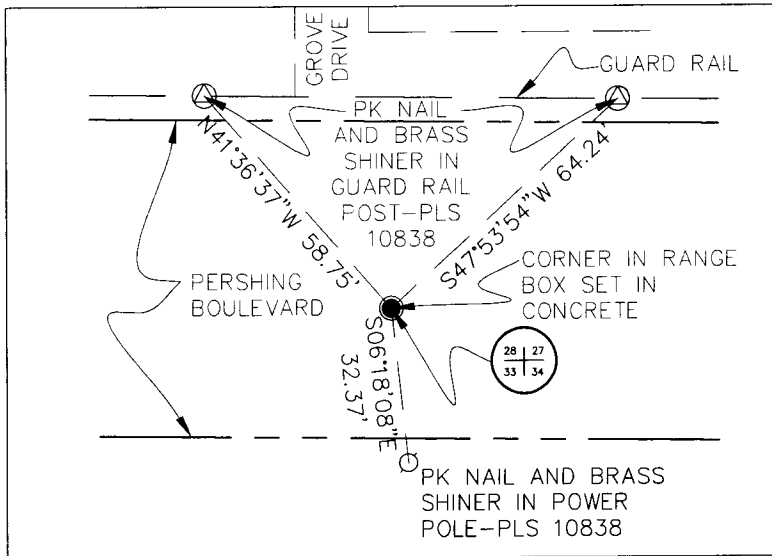 GROVE
DRIVE
GUARD RAIL
PK NAIL
AND BRASS
SHINER IN
GUARD RAIL
POST-PLS
10838
N41°36'37"W 58.75'
S47°53'54"W 64.24'
PERSHING
BOULEVARD
CORNER IN RANGE
BOX SET IN
CONCRETE
S06°18'08"E
32.37'
28 27
33 34
PK NAIL AND BRASS
SHINER IN POWER
POLE-PLS 10838